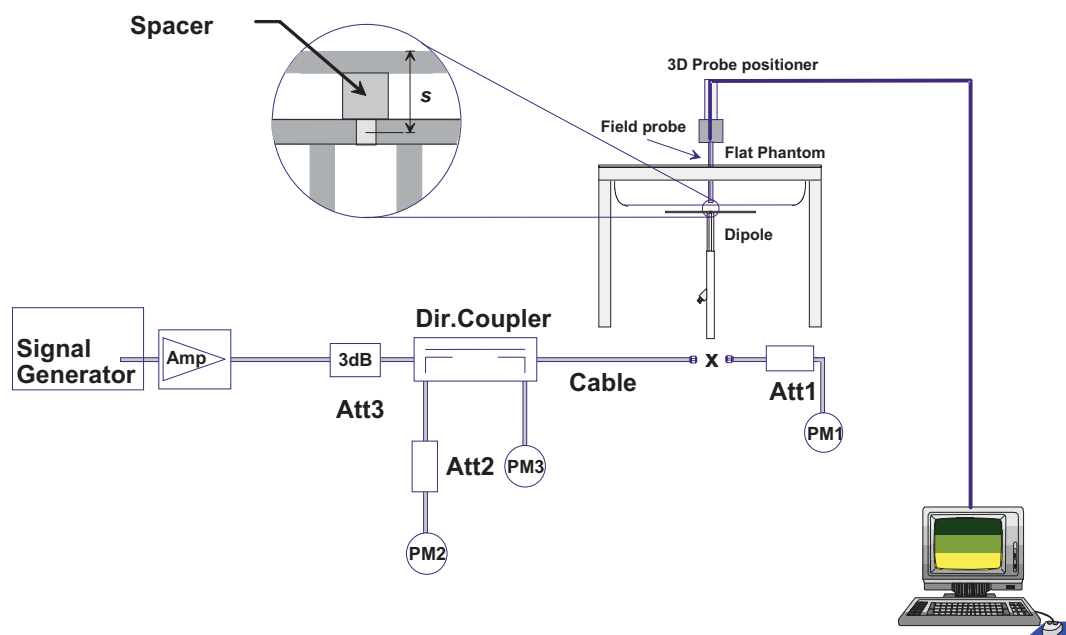 Spacer
s
3D Probe positioner
Field probe
Flat Phantom
Dipole
Dir.Coupler
Signal
Generator
Amp
3dB
Att3
Cable
x
Att1
PM1
Att2
PM3
PM2